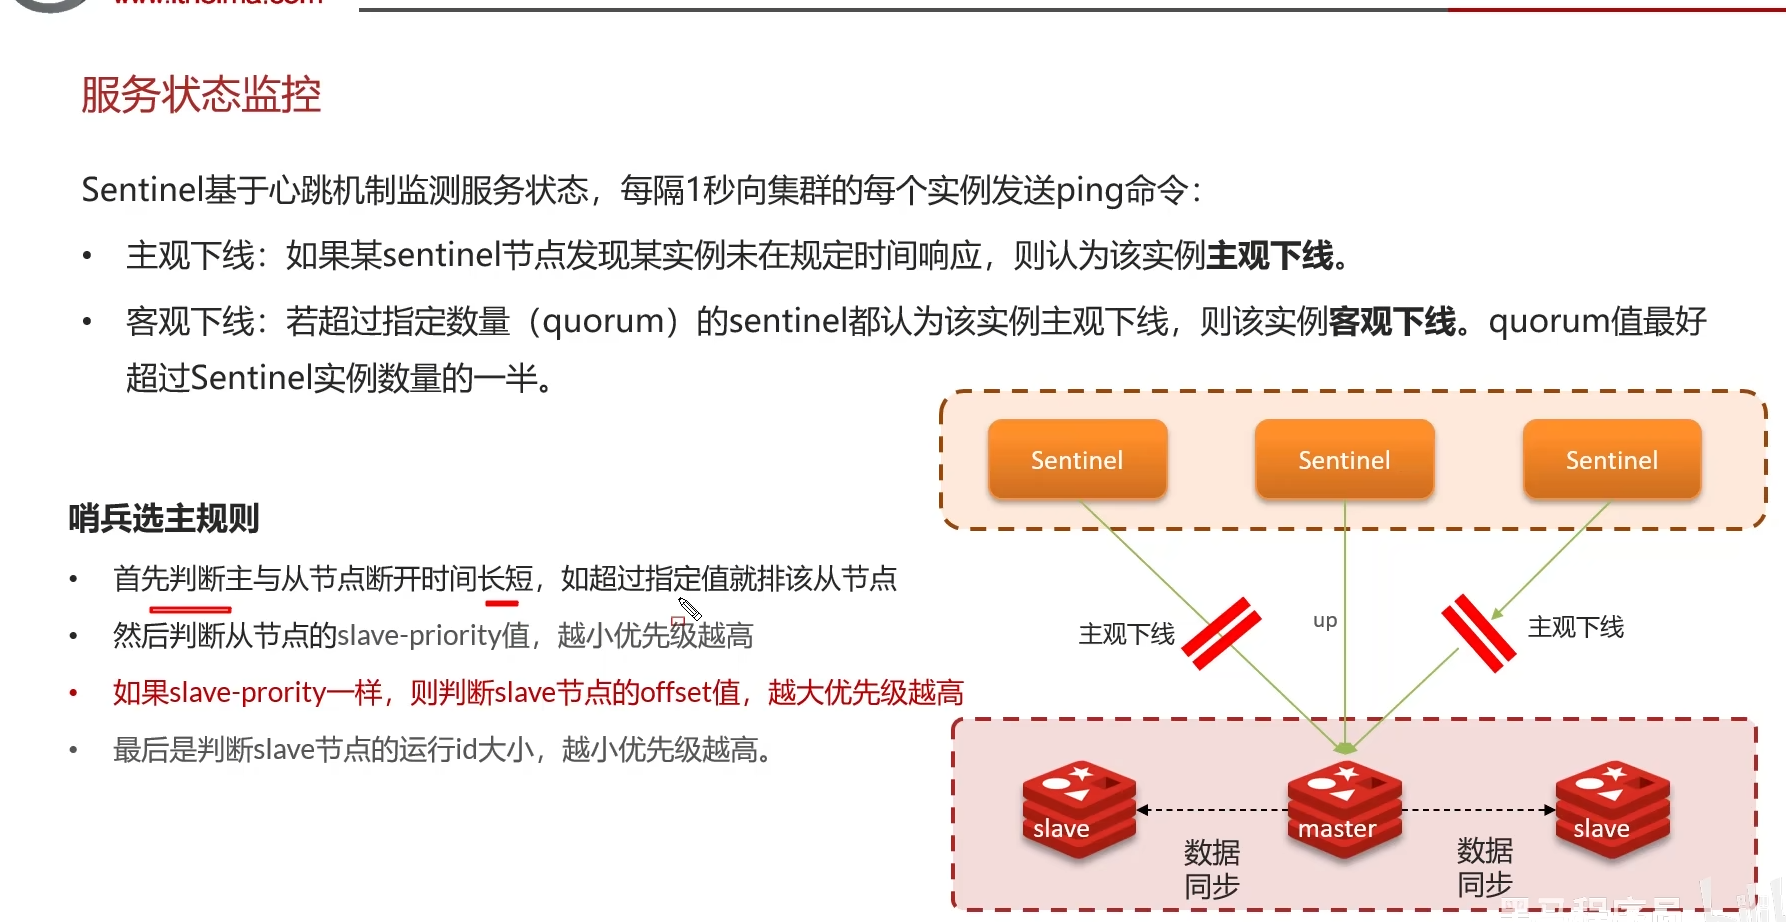 服务状态监控
Sentinel基于心跳机制监测服务状态，每隔1秒向集群的每个实例发送ping命令：
• 主观下线：如果某sentinel节点发现某实例未在规定时间响应，则认为该实例主观下线。
• 客观下线：若超过指定数量（quorum）的sentinel都认为该实例主观下线，则该实例客观下线。quorum值最好
超过Sentinel实例数量的一半。
哨兵选主规则
• 首先判断主与从节点断开时间长短，如超过指定值就排该从节点
• 然后判断从节点的slave-priority值，越小优先级越高
• 如果slave-prority一样，则判断slave节点的offset值，越大优先级越高
• 最后是判断slave节点的运行id大小，越小优先级越高。
Sentinel
Sentinel
Sentinel
主观下线
up
主观下线
slave
master
slave
数据
同步
数据
同步